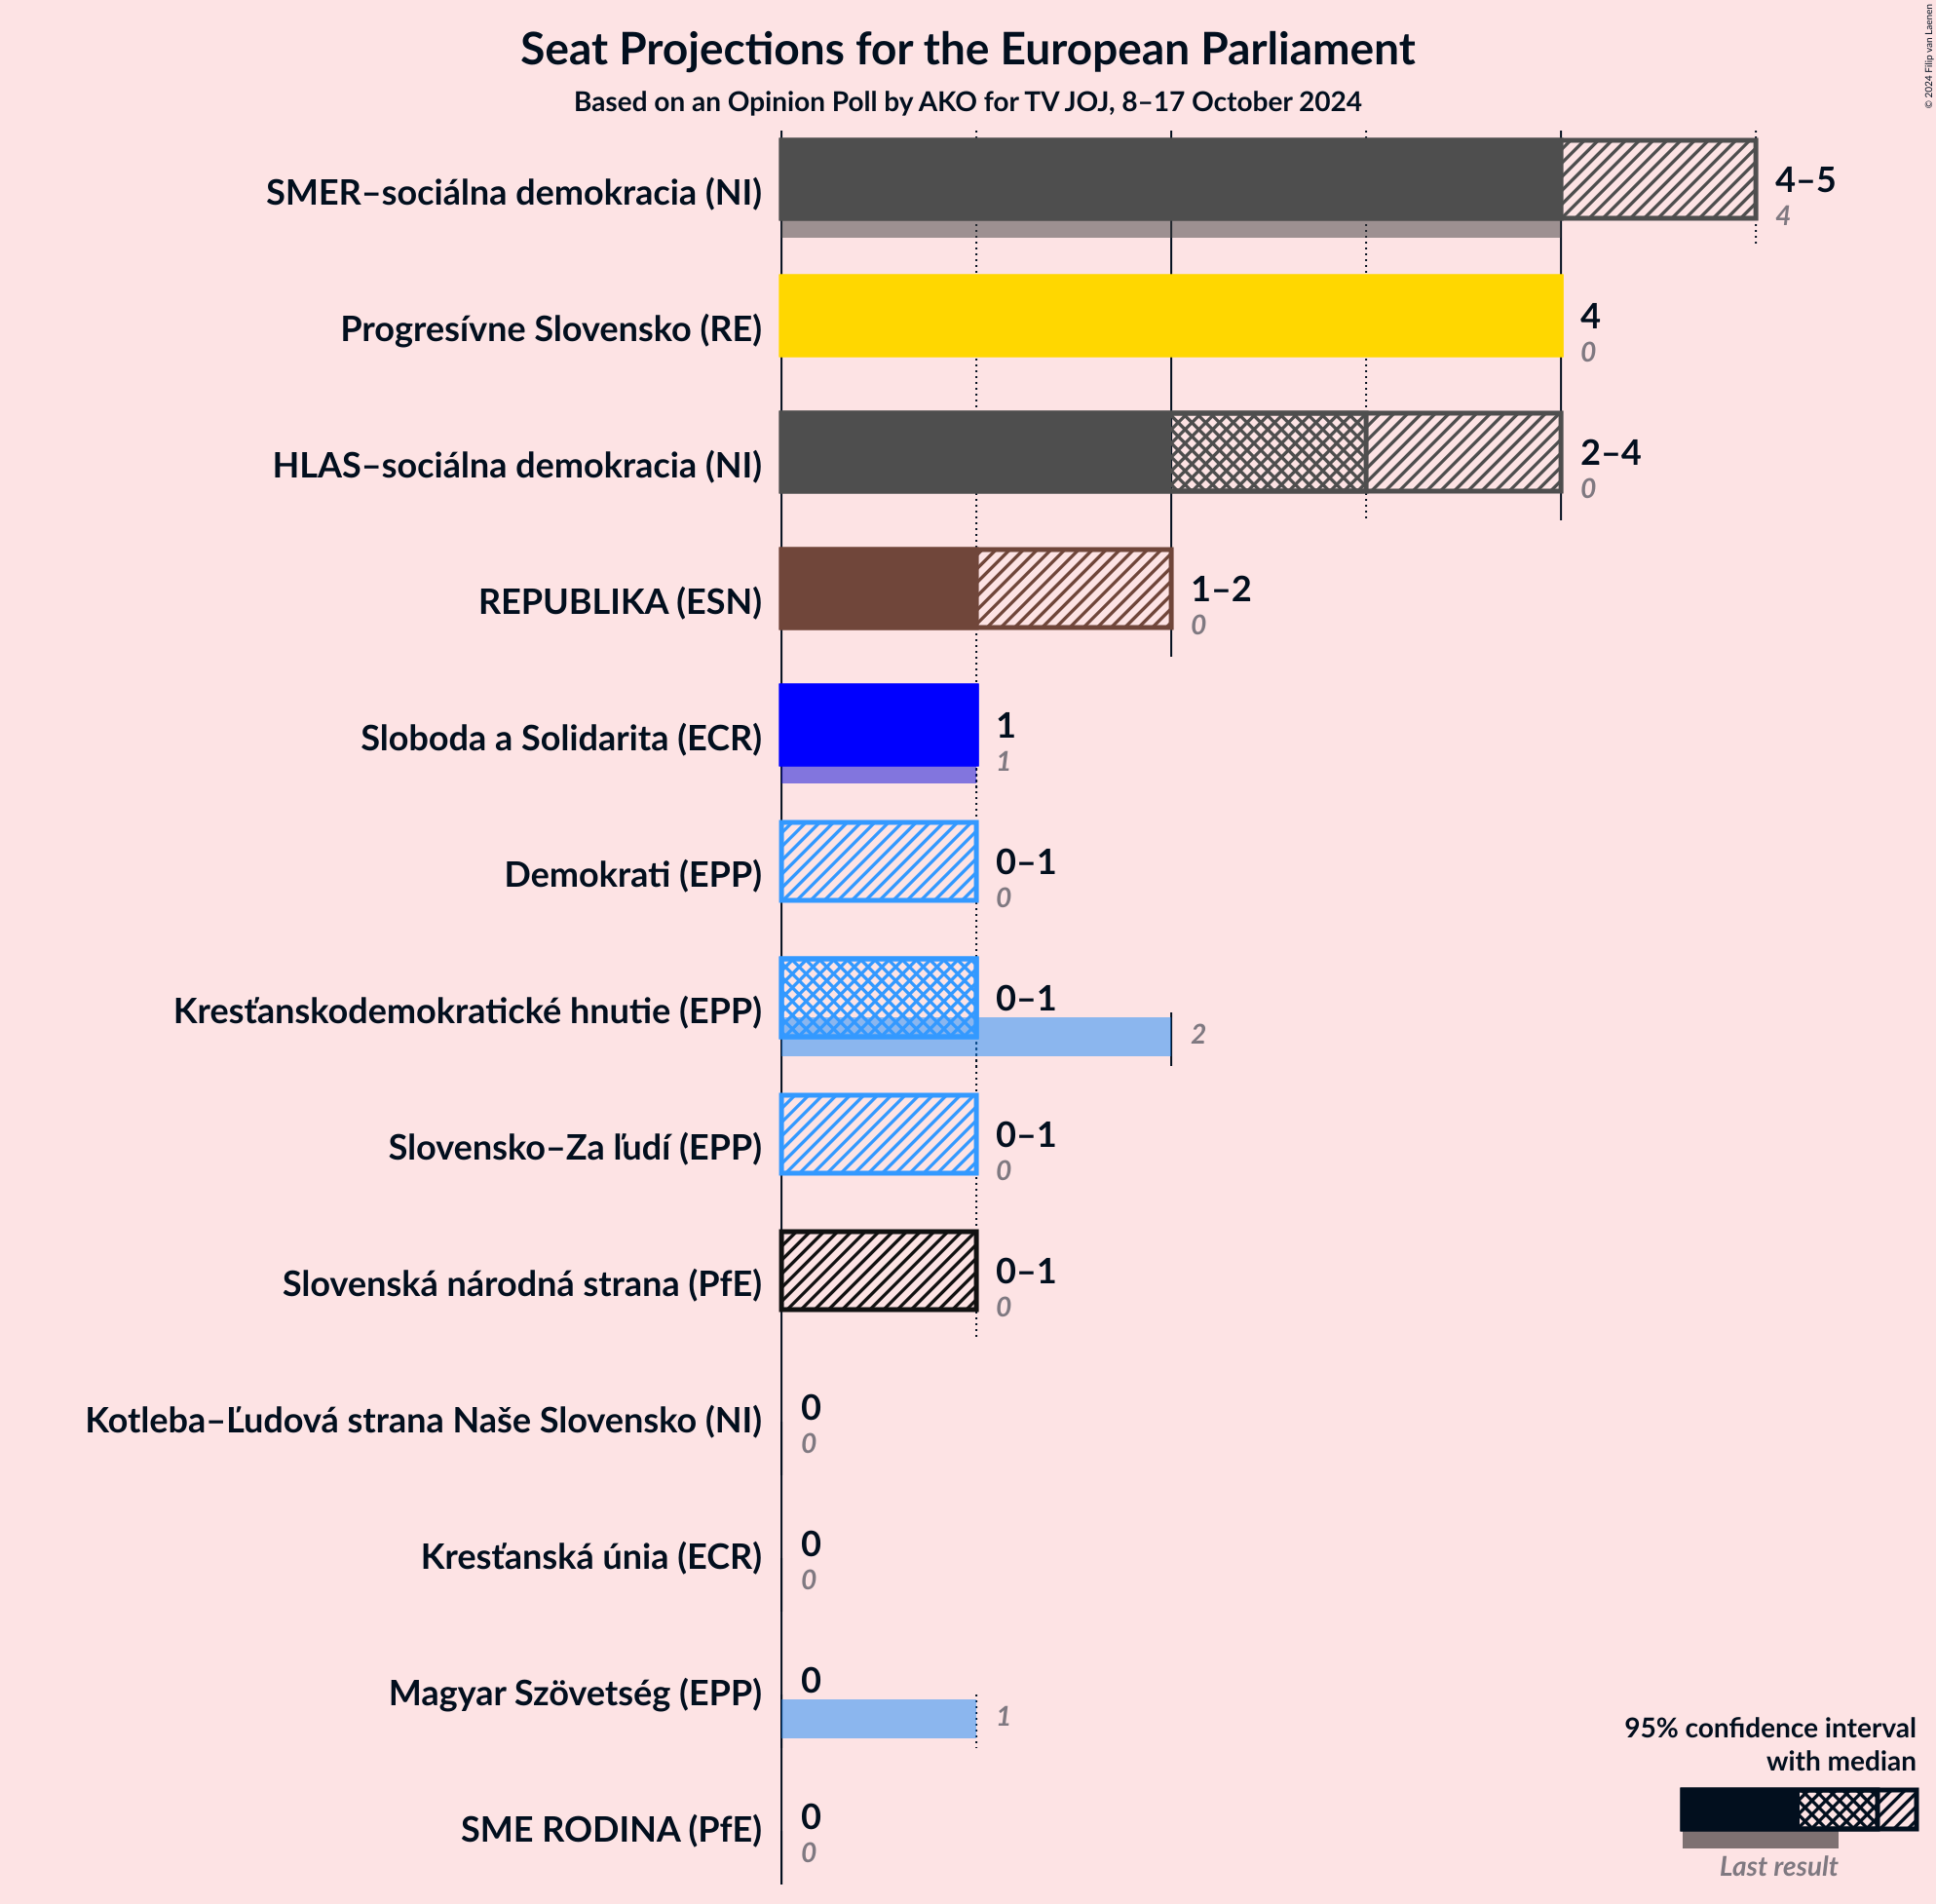 Seat Projections for the European Parliament
Based on an Opinion Poll by AKO for TV JOJ, 8–17 October 2024
© 2024 Filip van Laenen
SMER–sociálna demokracia (NI)
4–5
4
Progresívne Slovensko (RE)
4
0
HLAS–sociálna demokracia (NI)
2–4
0
REPUBLIKA (ESN)
1–2
0
Sloboda a Solidarita (ECR)
1
1
Demokrati (EPP)
0–1
0
Kresťanskodemokratické hnutie (EPP)
0–1
2
Slovensko–Za ľudí (EPP)
0–1
0
Slovenská národná strana (PfE)
0–1
0
Kotleba–Ľudová strana Naše Slovensko (NI)
0
0
Kresťanská únia (ECR)
0
0
Magyar Szövetség (EPP)
0
1
SME RODINA (PfE)
0
0
95% confidence interval
with median
Last result